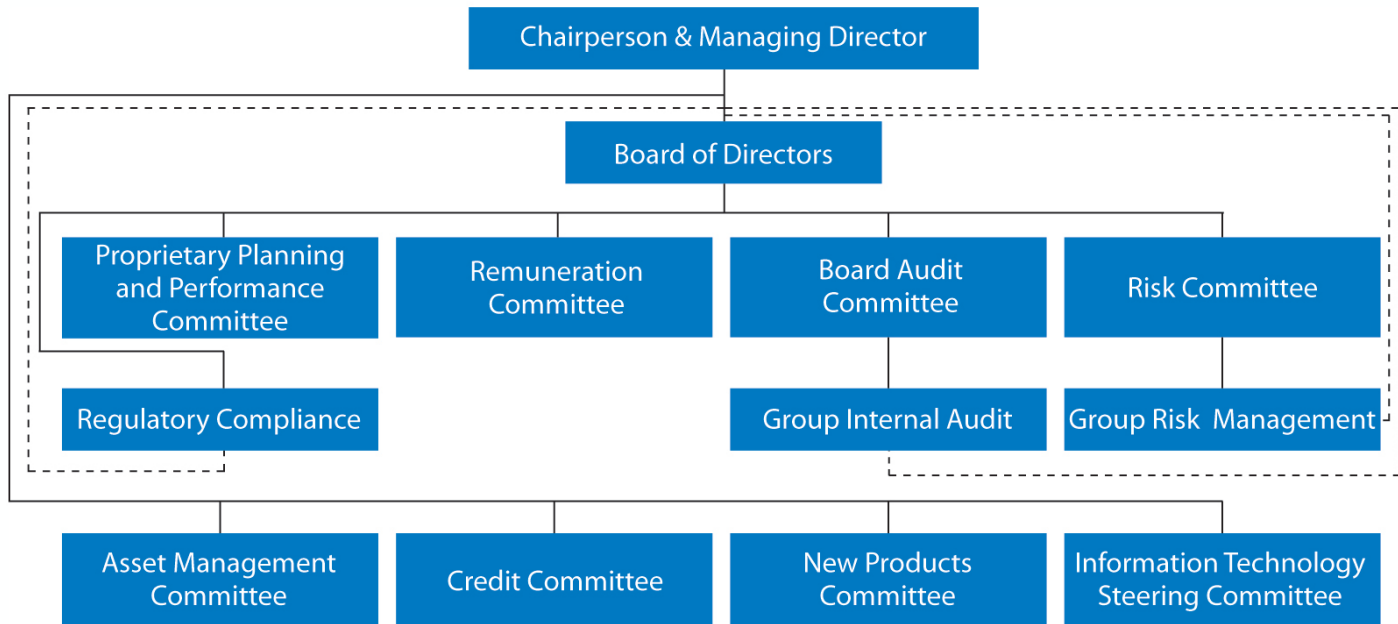 Chairperson & Managing Director
Board of Directors
Proprietary Planning
and Performance
Committee
Remuneration
Committee
Board Audit
Committee
Risk Committee
Regulatory Compliance
Group Internal Audit
Group Risk Management
Asset Management
Committee
Credit Committee
New Products
Committee
Information Technology
Steering Committee